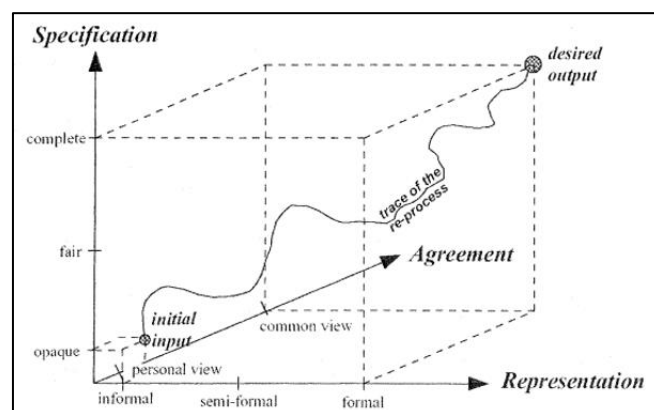 Specification
desired
output
complete
trace of the
re-process
fair
Agreement
initial
input
common view
opaque
personal view
informal
semi-formal
formal
Representation